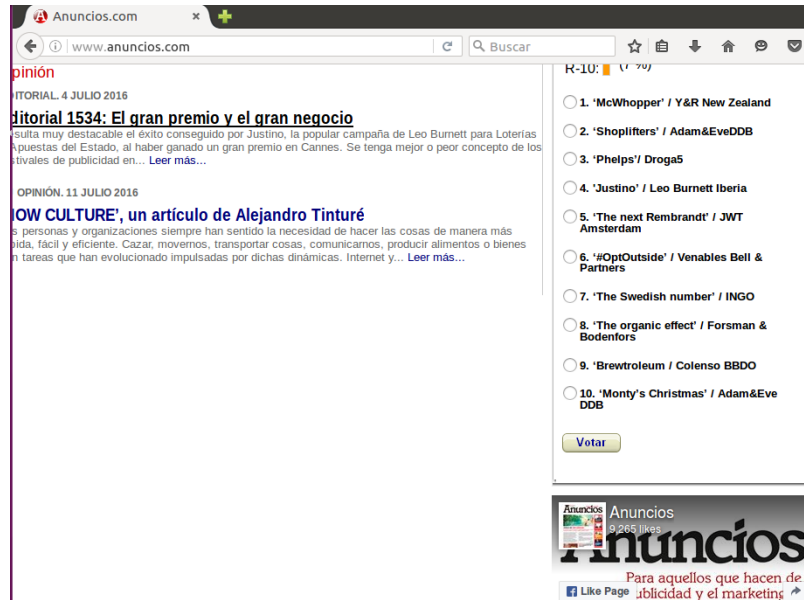 Anuncios.com
www.anuncios.com
Buscar
pinión
ITORIAL. 4 JULIO 2016
ditorial 1534: El gran premio y el gran negocio
sulta muy destacable el éxito conseguido por Justino, la popular campaña de Leo Burnett para Loterías
Apuestas del Estado, al haber ganado un gran premio en Cannes. Se tenga mejor o peor concepto de los
stivales de publicidad en... Leer más...
OPINIÓN. 11 JULIO 2016
IOW CULTURE', un artículo de Alejandro Tinturé
s personas y organizaciones siempre han sentido la necesidad de hacer las cosas de manera más
pida, fácil y eficiente. Cazar, movernos, transportar cosas, comunicarnos, producir alimentos o bienes
n tareas que han evolucionado impulsadas por dichas dinámicas. Internet y... Leer más...
R-10: (7 %)
1. 'McWhopper' / Y&R New Zealand
2. 'Shoplifters' / Adam&EveDDB
3. 'Phelps'/ Droga5
4. 'Justino' / Leo Burnett Iberia
5. 'The next Rembrandt' / JWT
Amsterdam
6. '#OptOutside' / Venables Bell &
Partners
7. 'The Swedish number' / INGO
8. 'The organic effect' / Forsman &
Bodenfors
9. 'Brewtroleum / Colenso BBDO
10. 'Monty's Christmas' / Adam&Eve
DDB
Votar
Anuncios
Anuncios
9,265 likes
Anuncios
Para aquellos que hacen de
ublicidad y el marketing
Like Page